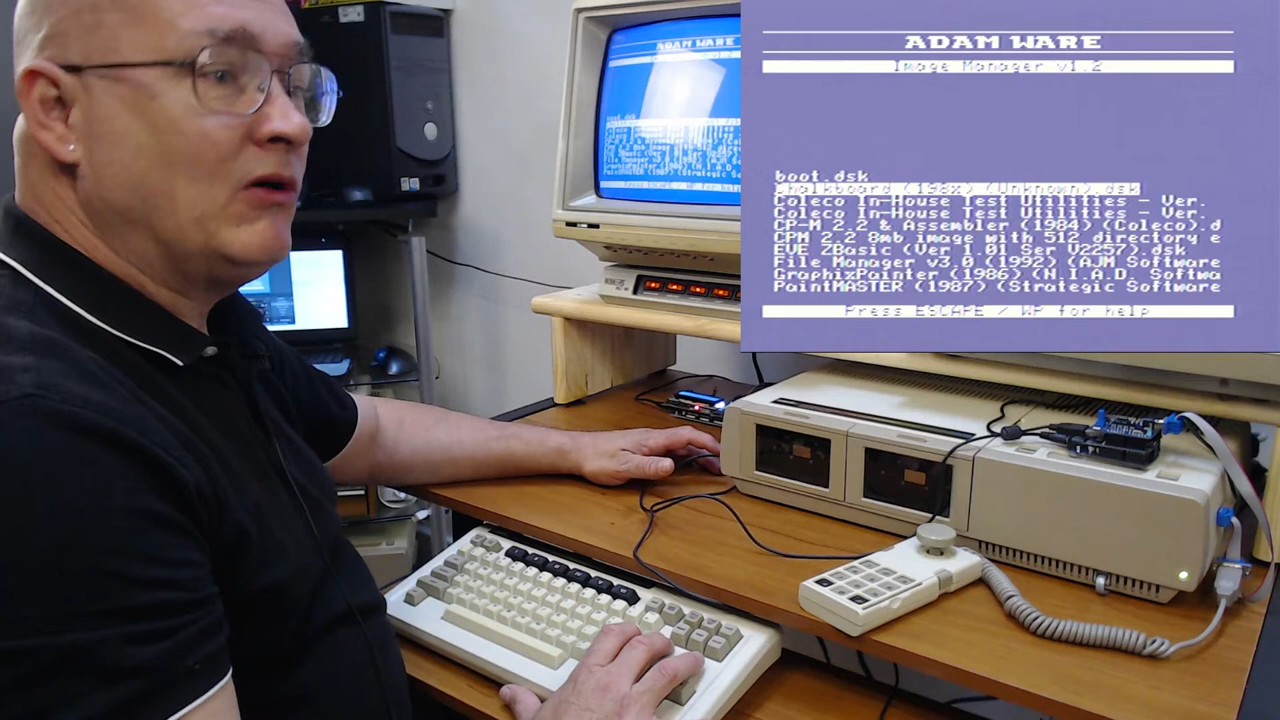 ADAM WARE
Image Manager v1.2
boot.dsk
Chalkboard (198x) (Unknown).dsk
Coleco In-House Test Utilities - Ver.
Coleco In-House Test Utilities - Ver.
CP-M 2.2 & Assembler (1984) (Coleco).d
CPM 2.2 8mb image with 512 directory e
EVE ZBasic (Ver 1.01) Ser V2257).dsk
File Manager v3.0 (1992) (AJM Software
GraphixPainter (1986) (N.I.A.D. Softwa
PaintMASTER (1987) (Strategic Software
Press ESCAPE / WP for help
ADAM WARE